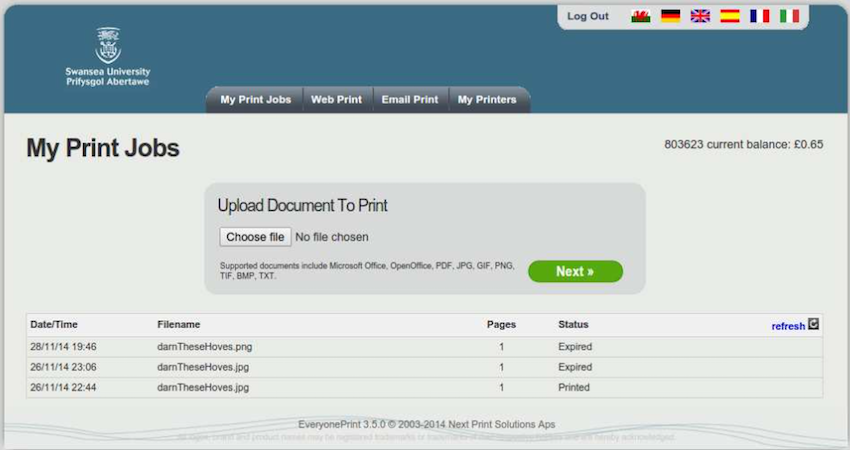 Log Out
Swansea University
Prifysgol Abertawe
My Print Jobs Web Print Email Print My Printers
My Print Jobs
803623 current balance: £0.65
Upload Document To Print
Choose file No file chosen
Supported documents include Microsoft Office, OpenOffice, PDF, JPG, GIF, PNG,
TIF, BMP, TXT.
Next »
Date/Time Filename Pages Status refresh
28/11/14 19:46 darnTheseHoves.png 1 Expired
26/11/14 23:06 darnTheseHoves.jpg 1 Expired
26/11/14 22:44 darnTheseHoves.jpg 1 Printed
EveryonePrint 3.5.0 © 2003-2014 Next Print Solutions Aps
brand and product names may be registered trademarks or trademarks of and are hereby acknowledged.